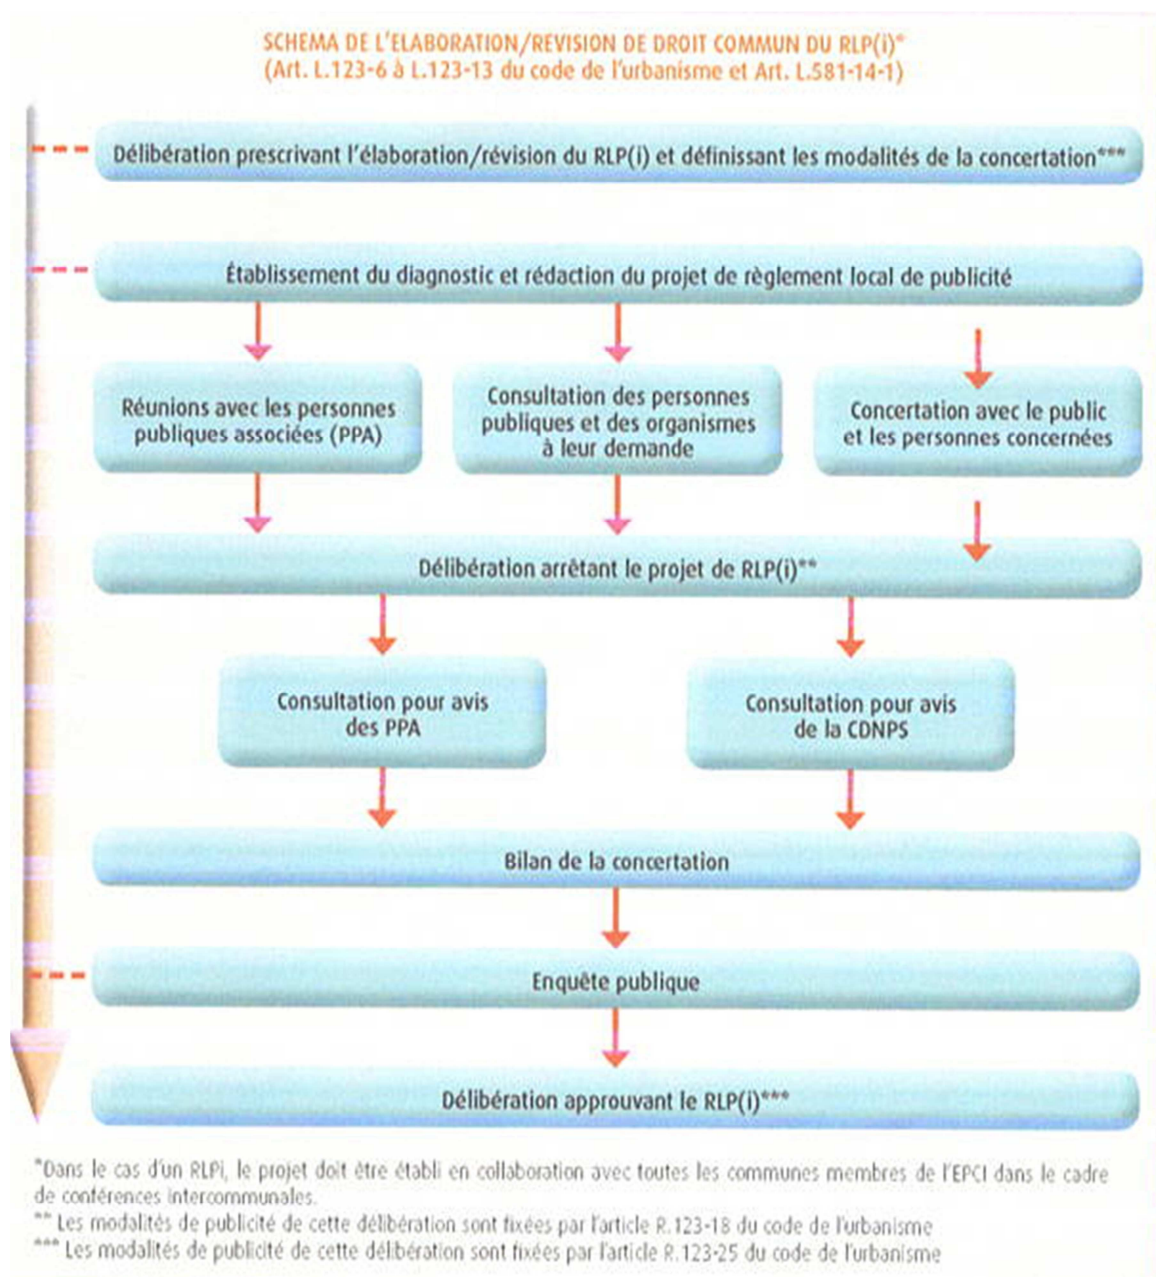 SCHEMA DE L'ELABORATION/REVISION DE DROIT COMMUN DU RLP(i)*
(Art. L.123-6 à L.123-13 du code de l'urbanisme et Art. L.581-14-1)
Délibération prescrivant l'élaboration/révision du RLP(i) et définissant les modalités de la concertation***
Établissement du diagnostic et rédaction du projet de règlement local de publicité
Réunions avec les personnes
publiques associées (PPA)
Consultation des personnes
publiques et des organismes
à leur demande
Concertation avec le public
et les personnes concernées
Délibération arrêtant le projet de RLP(i)**
Consultation pour avis
des PPA
Consultation pour avis
de la CDNPS
Bilan de la concertation
Enquête publique
Délibération approuvant le RLP(i)***
*Dans le cas d'un RLPi, le projet doit être établi en collaboration avec toutes les communes membres de l'EPCI dans le cadre
de conférences intercommunales.
** Les modalités de publicité de cette délibération sont fixées par l'article R.123-18 du code de l'urbanisme
*** Les modalités de publicité de cette délibération sont fixées par l'article R.123-25 du code de l'urbanisme